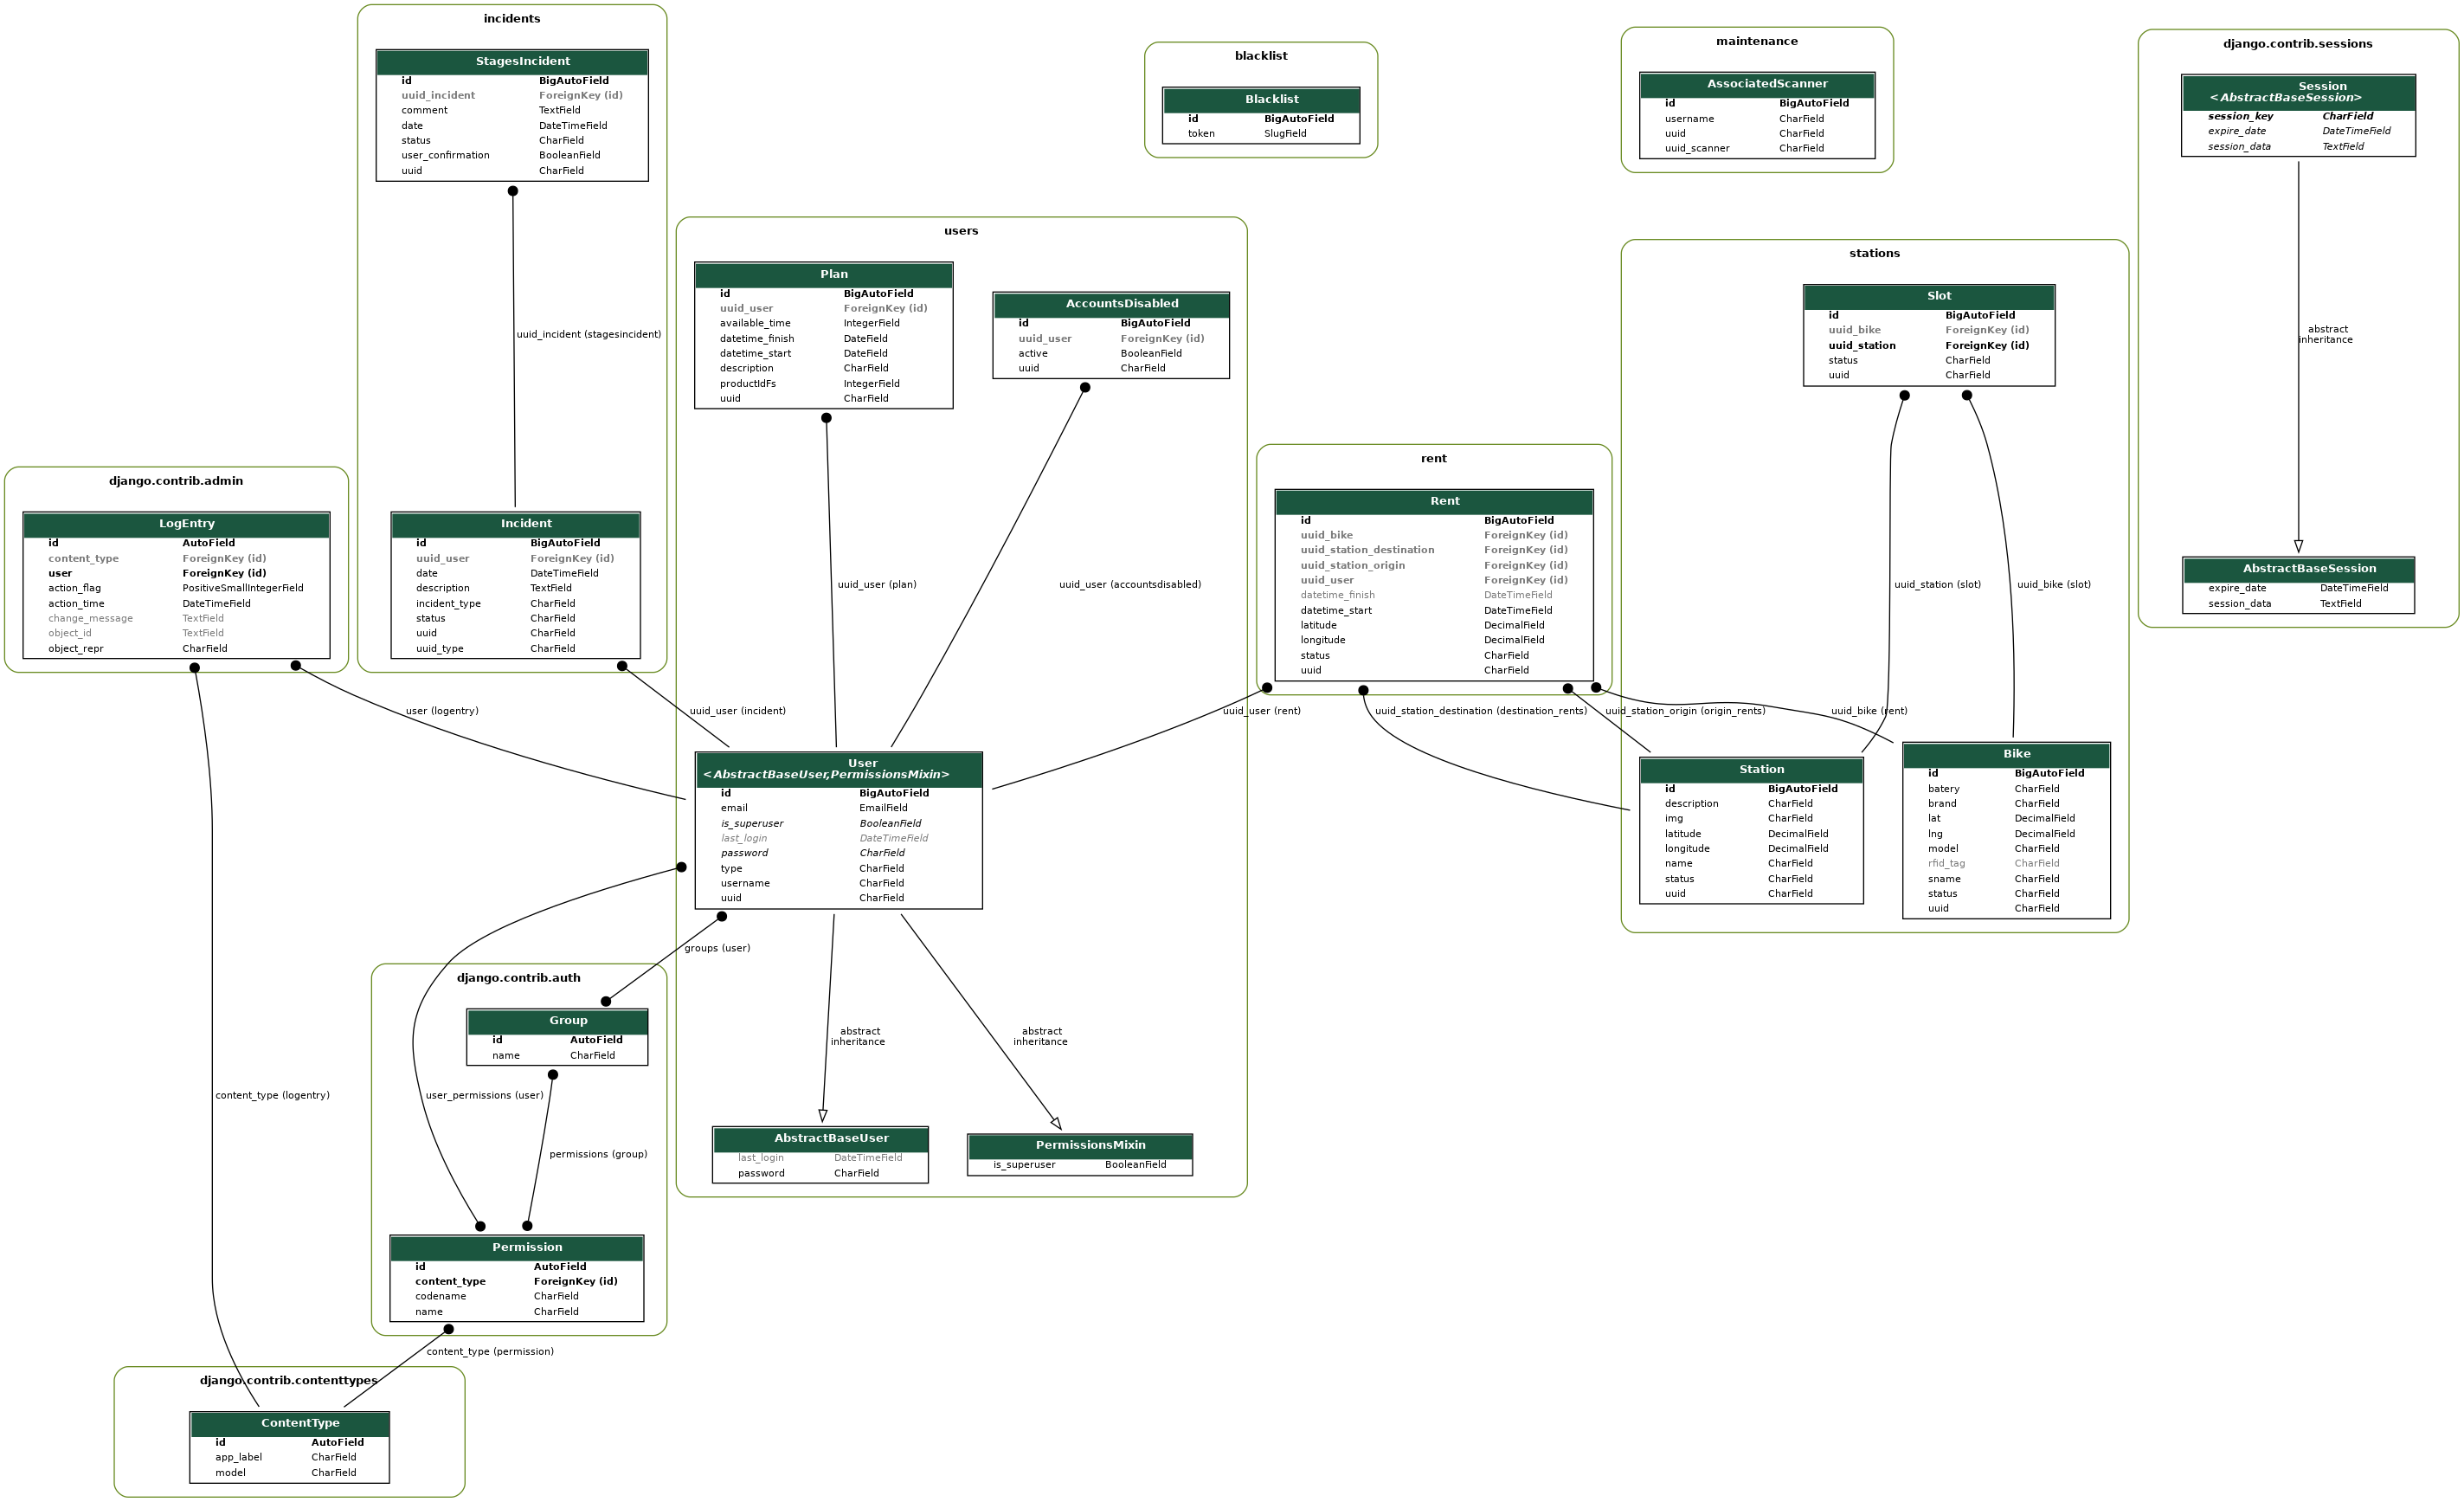 incidents
StagesIncident
id BigAutoField
uuid_incident ForeignKey (id)
comment TextField
date DateTimeField
status CharField
user_confirmation BooleanField
uuid CharField
uuid_incident (stagesincident)
Incident
id BigAutoField
uuid_user ForeignKey (id)
date DateTimeField
description TextField
incident_type CharField
status CharField
uuid CharField
uuid_type CharField
blacklist
Blacklist
id BigAutoField
token SlugField
maintenance
AssociatedScanner
id BigAutoField
username CharField
uuid CharField
uuid_scanner CharField
django.contrib.sessions
Session
<AbstractBaseSession>
session_key CharField
expire_date DateTimeField
session_data TextField
abstract
inheritance
AbstractBaseSession
expire_date DateTimeField
session_data TextField
users
Plan
id BigAutoField
uuid_user ForeignKey (id)
available_time IntegerField
datetime_finish DateField
datetime_start DateField
description CharField
productIdFs IntegerField
uuid CharField
AccountsDisabled
id BigAutoField
uuid_user ForeignKey (id)
active BooleanField
uuid CharField
uuid_user (plan)
uuid_user (accountsdisabled)
stations
Slot
id BigAutoField
uuid_bike ForeignKey (id)
uuid_station ForeignKey (id)
status CharField
uuid CharField
uuid_station (slot)
uuid_bike (slot)
rent
Rent
id BigAutoField
uuid_bike ForeignKey (id)
uuid_station_destination ForeignKey (id)
uuid_station_origin ForeignKey (id)
uuid_user ForeignKey (id)
datetime_finish DateTimeField
datetime_start DateTimeField
latitude DecimalField
longitude DecimalField
status CharField
uuid CharField
django.contrib.admin
LogEntry
id AutoField
content_type ForeignKey (id)
user ForeignKey (id)
action_flag PositiveSmallIntegerField
action_time DateTimeField
change_message TextField
object_id TextField
object_repr CharField
user (logentry)
uuid_user (incident)
uuid_user (rent)
uuid_station_destination (destination_rents)
uuid_station_origin (origin_rents)
uuid_bike (rent)
User
<AbstractBaseUser,PermissionsMixin>
id BigAutoField
email EmailField
is_superuser BooleanField
last_login DateTimeField
password CharField
type CharField
username CharField
uuid CharField
Station
id BigAutoField
description CharField
img CharField
latitude DecimalField
longitude DecimalField
name CharField
status CharField
uuid CharField
Bike
id BigAutoField
batery CharField
brand CharField
lat DecimalField
lng DecimalField
model CharField
rfid_tag CharField
sname CharField
status CharField
uuid CharField
groups (user)
django.contrib.auth
Group
id AutoField
name CharField
abstract
inheritance
abstract
inheritance
content_type (logentry)
user_permissions (user)
permissions (group)
AbstractBaseUser
last_login DateTimeField
password CharField
PermissionsMixin
is_superuser BooleanField
Permission
id AutoField
content_type ForeignKey (id)
codename CharField
name CharField
content_type (permission)
django.contrib.contenttypes
ContentType
id AutoField
app_label CharField
model CharField